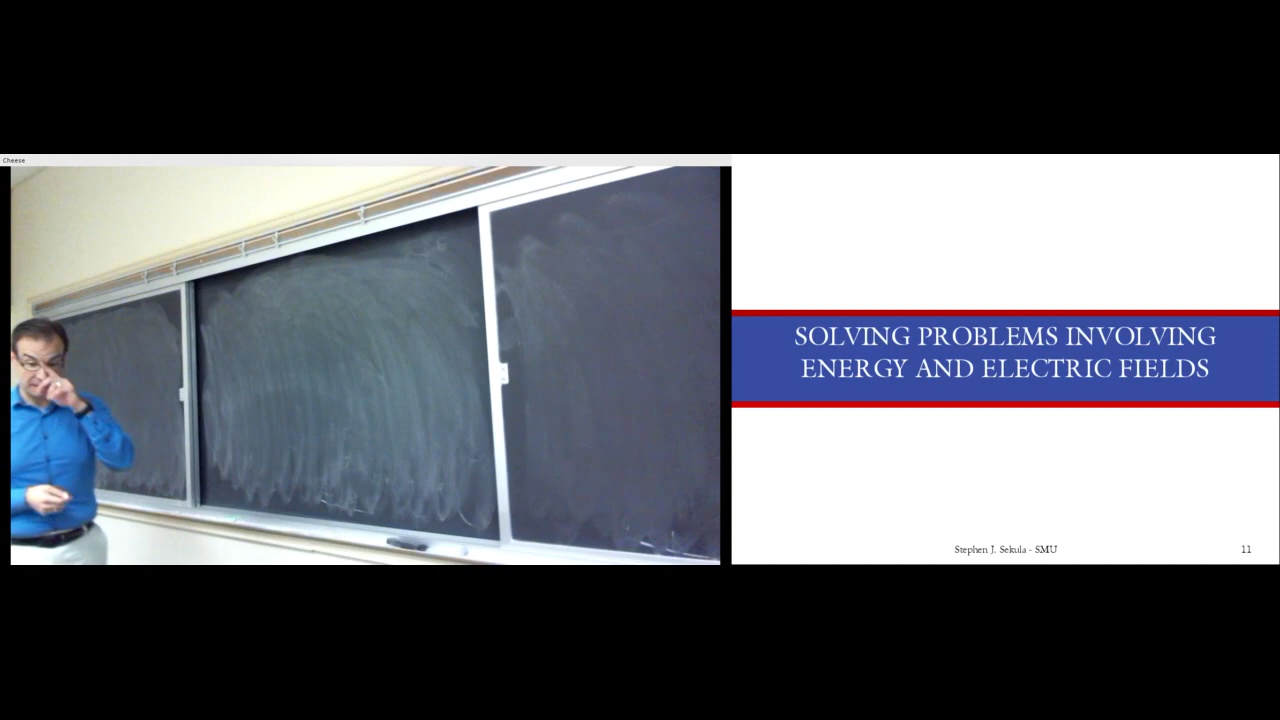 Cheese
SOLVING PROBLEMS INVOLVING
ENERGY AND ELECTRIC FIELDS
Stephen J. Sekula - SMU
11